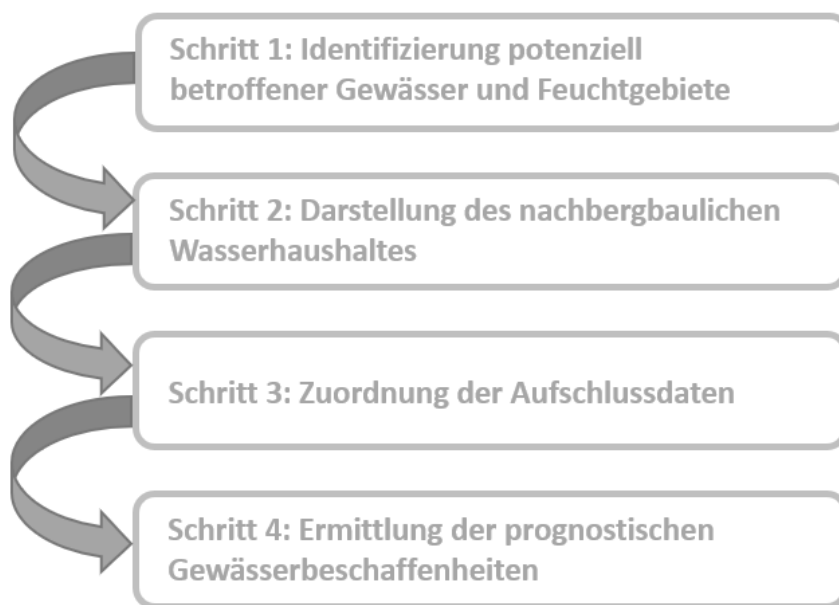 Schritt 1: Identifizierung potenziell
betroffener Gewässer und Feuchtgebiete
Schritt 2: Darstellung des nachbergbaulichen
Wasserhaushaltes
Schritt 3: Zuordnung der Aufschlussdaten
Schritt 4: Ermittlung der prognostischen
Gewässerbeschaffenheiten